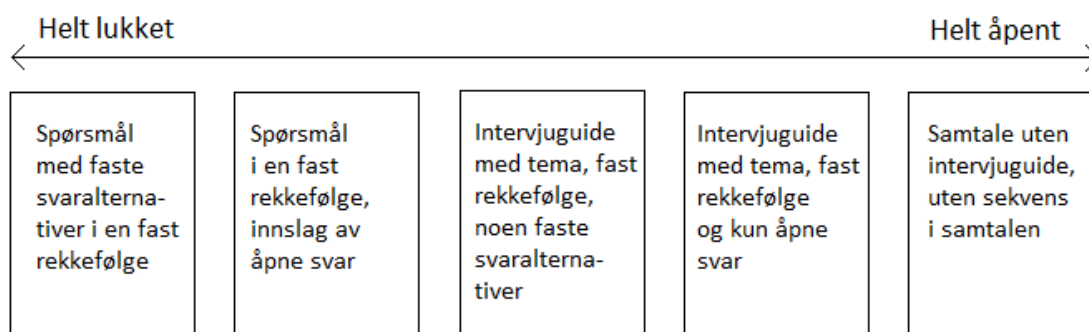 Helt lukket
Helt åpent
Spørsmål
med faste
svaralterna-
tiver i en fast
rekkefølge
Spørsmål
i en fast
rekkefølge,
innslag av
åpne svar
Intervjuguide
med tema, fast
rekkefølge,
noen faste
svaralterna-
tiver
Intervjuguide
med tema, fast
rekkefølge
og kun åpne
svar
Samtale uten
intervjuguide,
uten sekvens
i samtalen